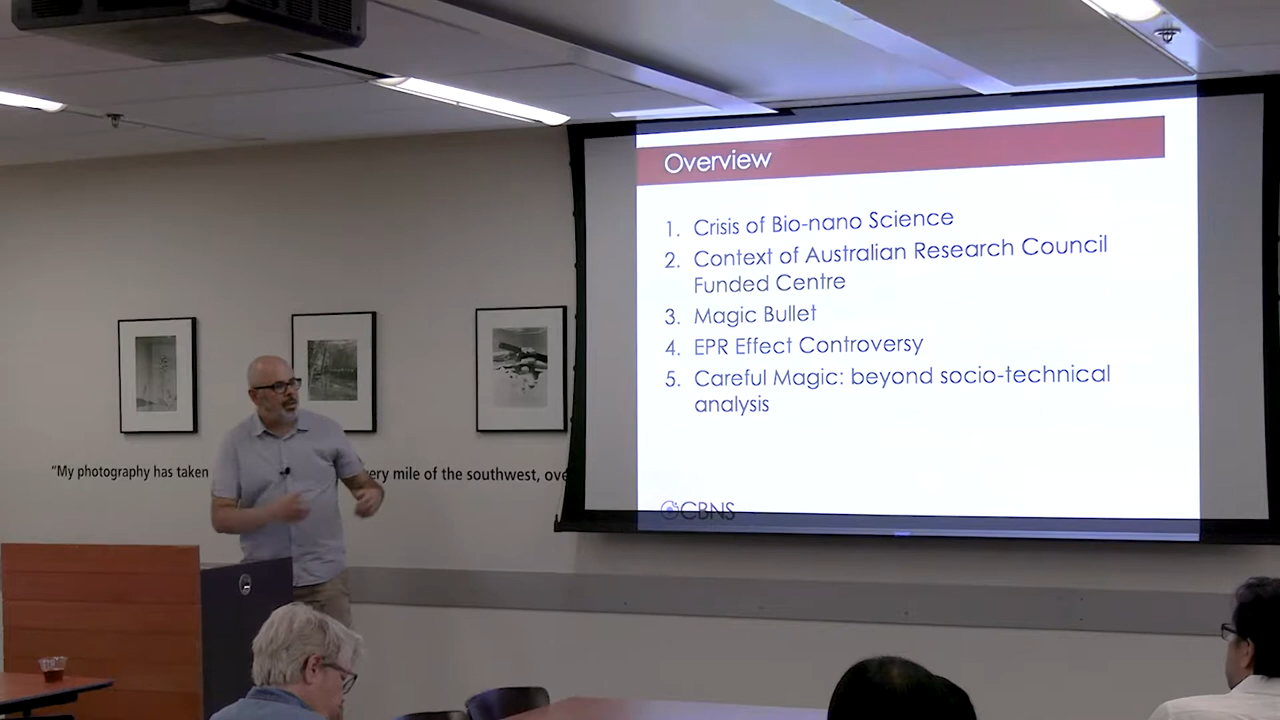 Overview
1. Crisis of Bio-nano Science
2. Context of Australian Research Council
Funded Centre
3. Magic Bullet
4. EPR Effect Controversy
5. Careful Magic: beyond socio-technical
analysis
CBNS
"My photography has taken
very mile of the southwest, ove